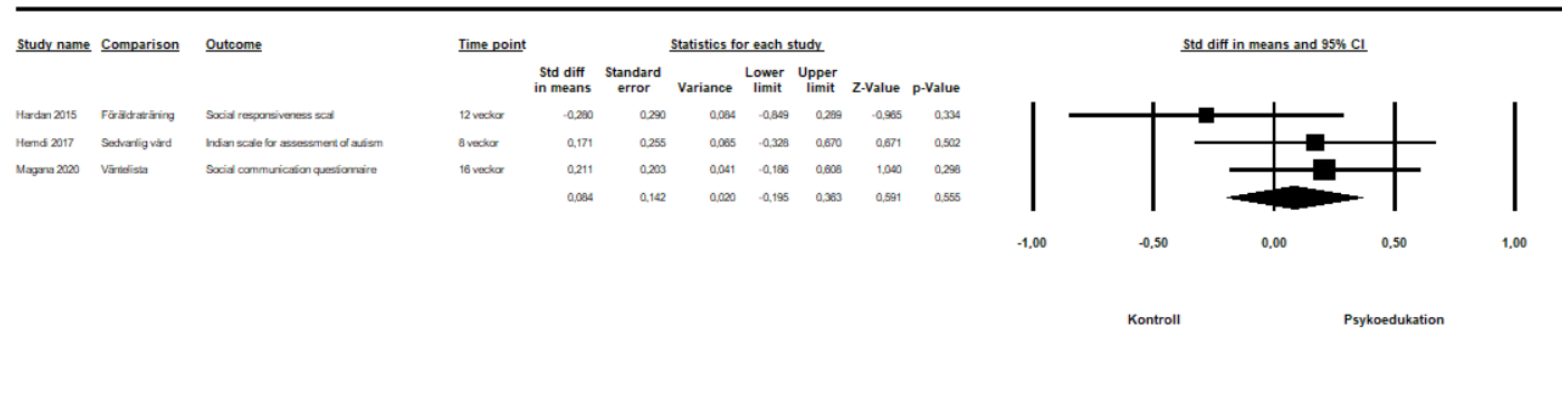 Study name Comparison Outcome Time point Statistics for each study Std diff in means and 95% CI
Std diff in means Standard error Variance Lower limit Upper limit Z-Value p-Value
Hardan 2015 Föräldraträning Social responsiveness scal 12 veckor -0,280 0,290 0,084 -0,849 0,289 -0,965 0,334
Hemdi 2017 Sedvanlig vård Indian scale for assessment of autism 8 veckor 0,171 0,255 0,065 -0,328 0,670 0,671 0,502
Magana 2020 Väntelista Social communication questionnaire 16 veckor 0,211 0,203 0,041 -0,186 0,608 1,040 0,298
0,084 0,142 0,020 -0,195 0,363 0,591 0,555
-1,00 -0,50 0,00 0,50 1,00
Kontroll Psykoedukation